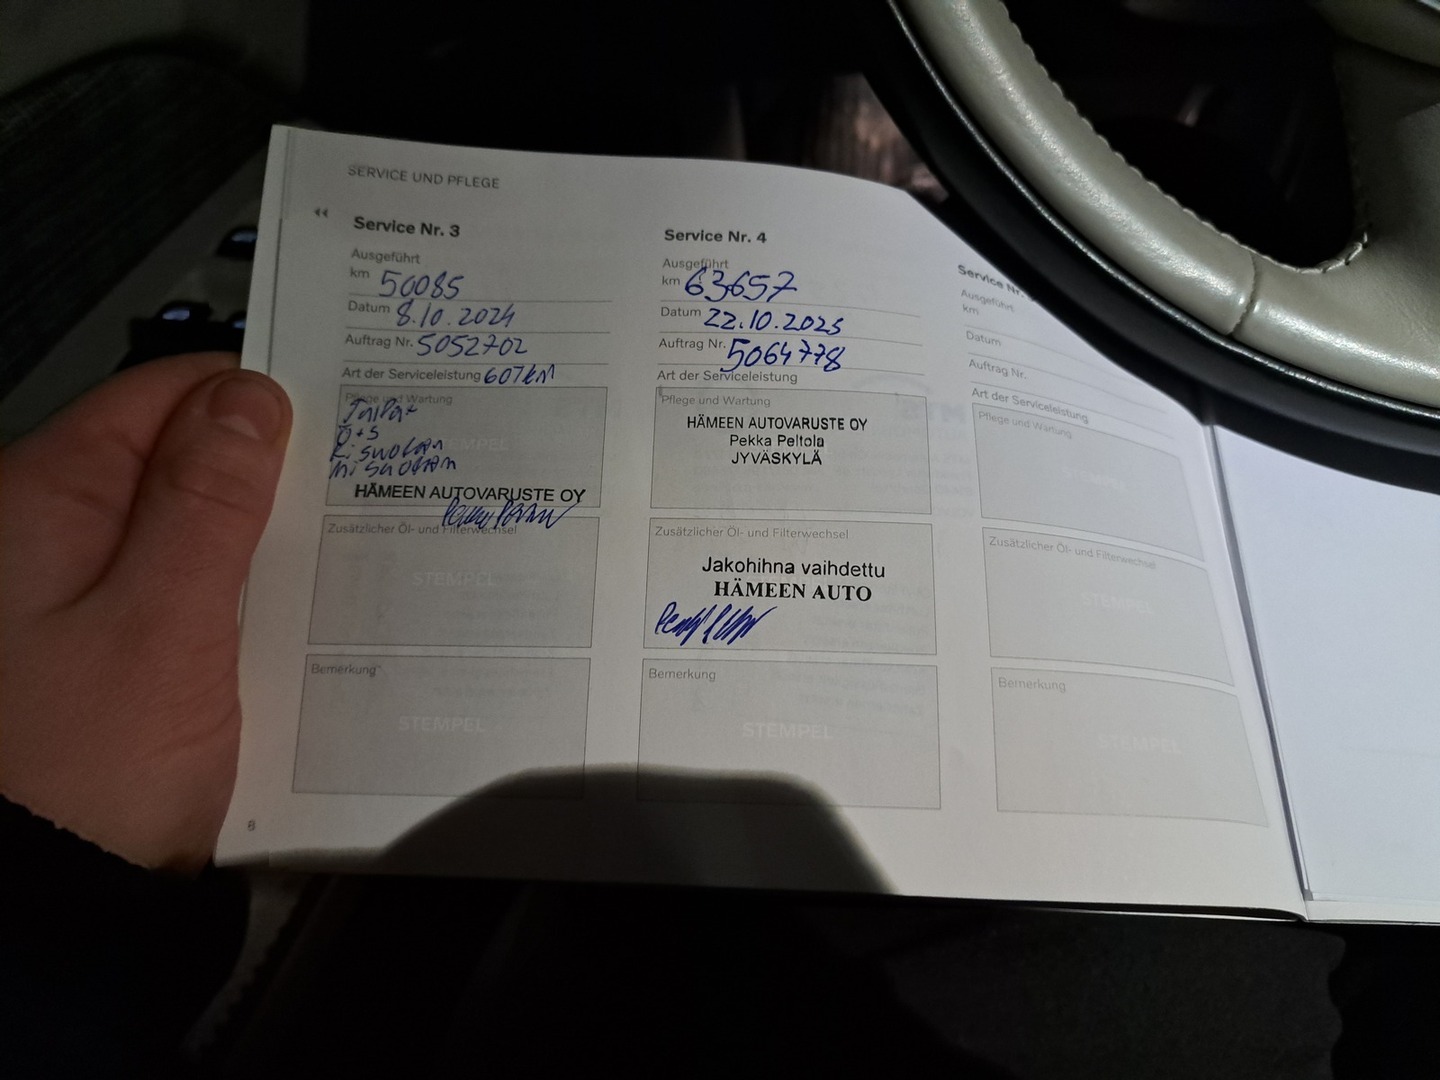 SERVICE UND PFLEGE
Service Nr. 3
Ausgeführt
km 50085
Datum 8.10.2024
Auftrag Nr. 5052702
Art der Serviceleistung 60TKM
Pflege und Wartung
STEMPEL
HÄMEEN AUTOVARUSTE OY
Zusätzlicher Öl- und Filterwechsel
STEMPEL
Bemerkung
STEMPEL
6
Service Nr. 4
Ausgeführt
km 63657
Datum 22.10.2025
Auftrag Nr. 5064778
Art der Serviceleistung
Pflege und Wartung
HÄMEEN AUTOVARUSTE OY
Pekka Peltola
JYVÄSKYLÄ
Zusätzlicher Öl- und Filterwechsel
Jakohihna vaihdettu
HÄMEEN AUTO
Bemerkung
STEMPEL
Service Nr.
Ausgeführt
km
Datum
Auftrag Nr.
Art der Serviceleistung
Pflege und Wartung
STEMPEL
Zusätzlicher Öl- und Filterwechsel
STEMPEL
Bemerkung
STEMPEL